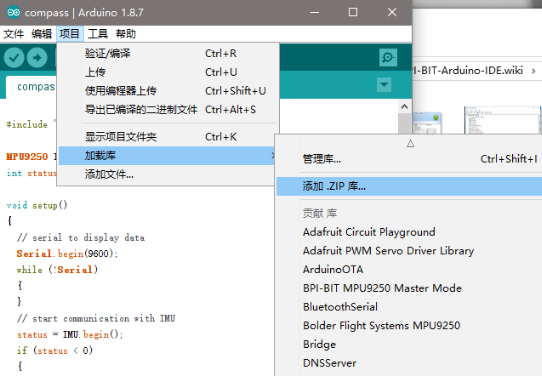 compass | Arduino 1.8.7
文件 编辑 项目 工具 帮助
验证/编译 Ctrl+R
上传 Ctrl+U
使用编程器上传 Ctrl+Shift+U
导出已编译的二进制文件 Ctrl+Alt+S
显示项目文件夹 Ctrl+K
加载库
添加文件...
compas
PI-BIT-Arduino-IDE.wiki
管理库... Ctrl+Shift+I
添加 .ZIP 库...
贡献 库
Adafruit Circuit Playground
Adafruit PWM Servo Driver Library
ArduinoOTA
BPI-BIT MPU9250 Master Mode
BluetoothSerial
Bolder Flight Systems MPU9250
Bridge
DNSServer
#include "
MPU9250
int status
void setup()
{
// serial to display data
Serial.begin(9600);
while (!Serial)
{
}
// start communication with IMU
status = IMU.begin();
if (status < 0)
{